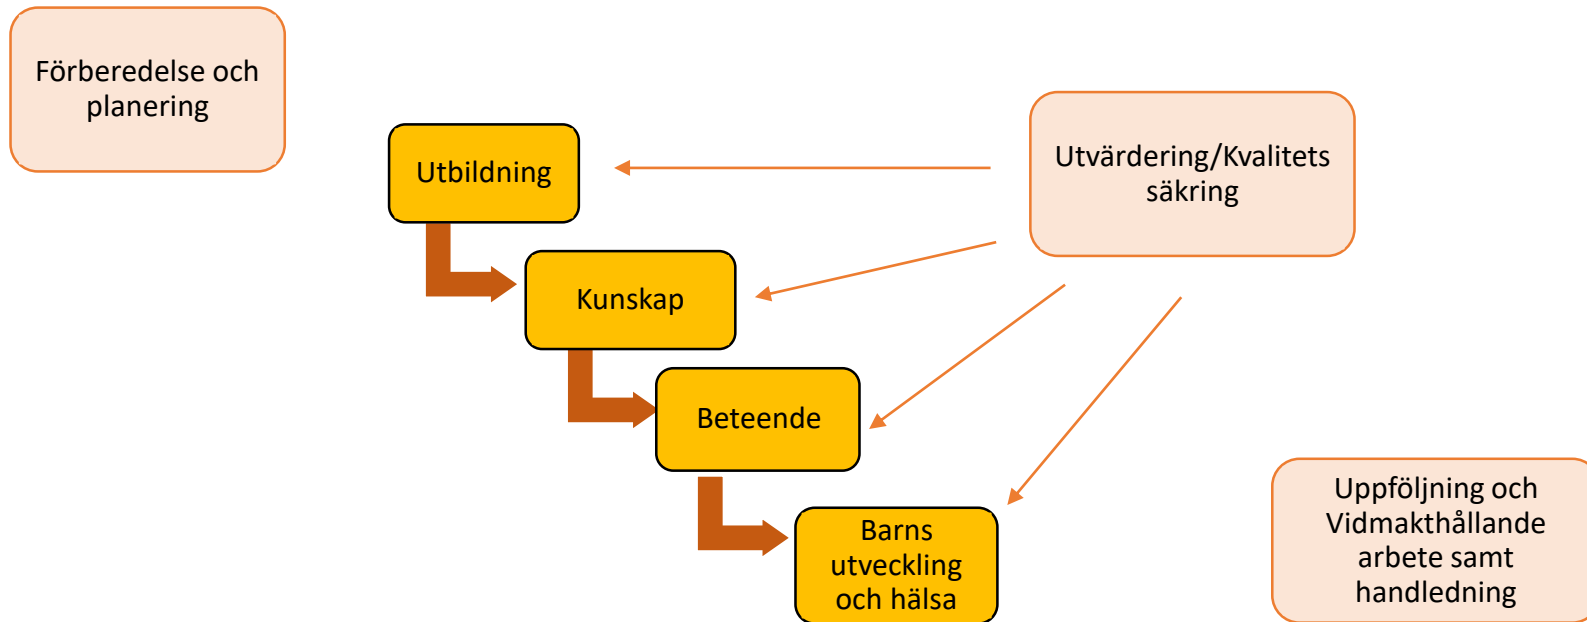 Förberedelse och
planering
Utbildning
Utvärdering/Kvalitets
säkring
Kunskap
Beteende
Barns
utveckling
och hälsa
Uppföljning och
Vidmakthållande
arbete samt
handledning